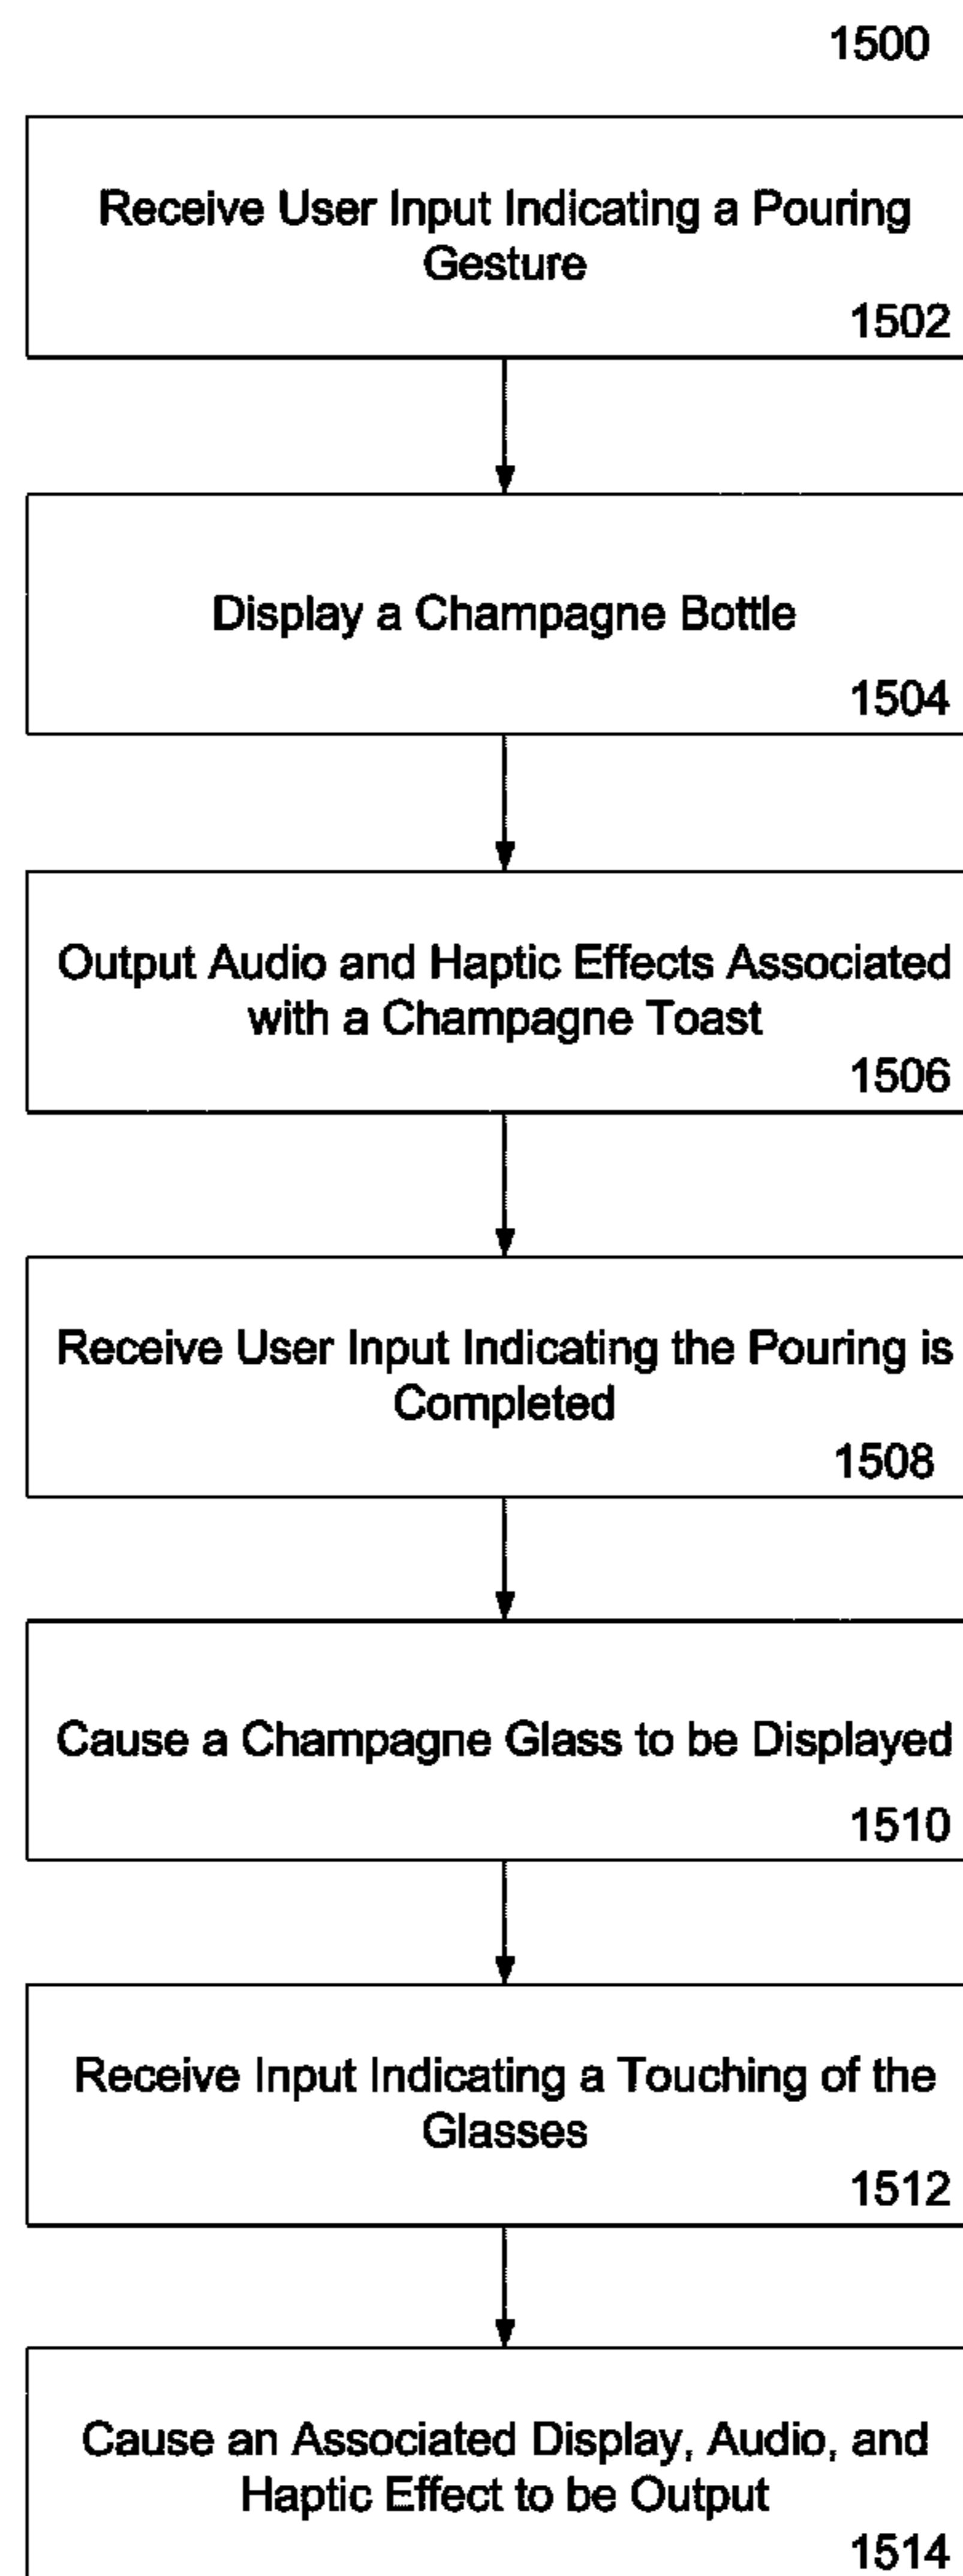 1500
Receive User Input Indicating a Pouring
Gesture
1502
Display a Champagne Bottle
1504
Output Audio and Haptic Effects Associated
with a Champagne Toast
1506
Receive User Input Indicating the Pouring is
Completed
1508
Cause a Champagne Glass to be Displayed
1510
Receive Input Indicating a Touching of the
Glasses
1512
Cause an Associated Display, Audio, and
Haptic Effect to be Output
1514